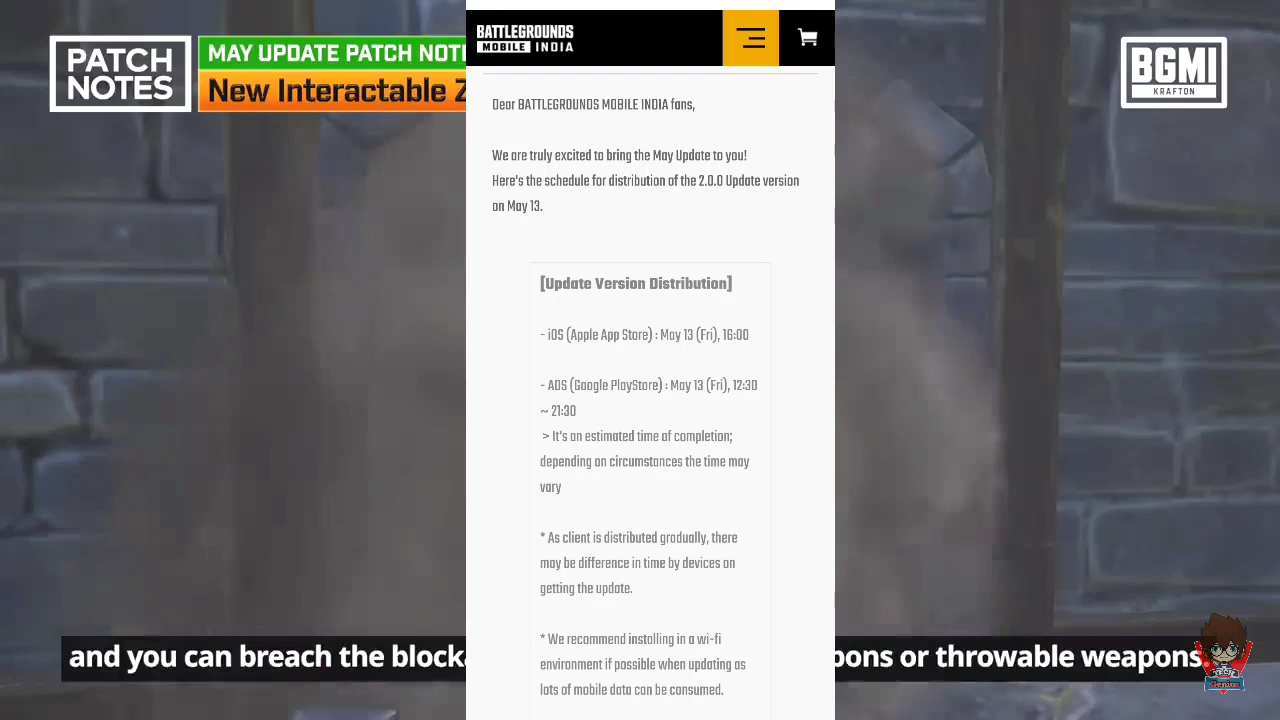 PATCH
NOTES
MAY UPDATE PATCH NOTE
New Interactable Z
BATTLEGROUNDS
MOBILE INDIA
BGMI
KRAFTON
Dear BATTLEGROUNDS MOBILE INDIA fans,
We are truly excited to bring the May Update to you!
Here's the schedule for distribution of the 2.0.0 Update version
on May 13.
[Update Version Distribution]
- iOS (Apple App Store) : May 13 (Fri), 16:00
- AOS (Google PlayStore) : May 13 (Fri), 12:30
~ 21:30
> It's an estimated time of completion;
depending on circumstances the time may
vary
* As client is distributed gradually, there
may be difference in time by devices on
getting the update.
* We recommend installing in a wi-fi
environment if possible when updating as
lots of mobile data can be consumed.
and you can breach the blocka pons or throwable weapons.